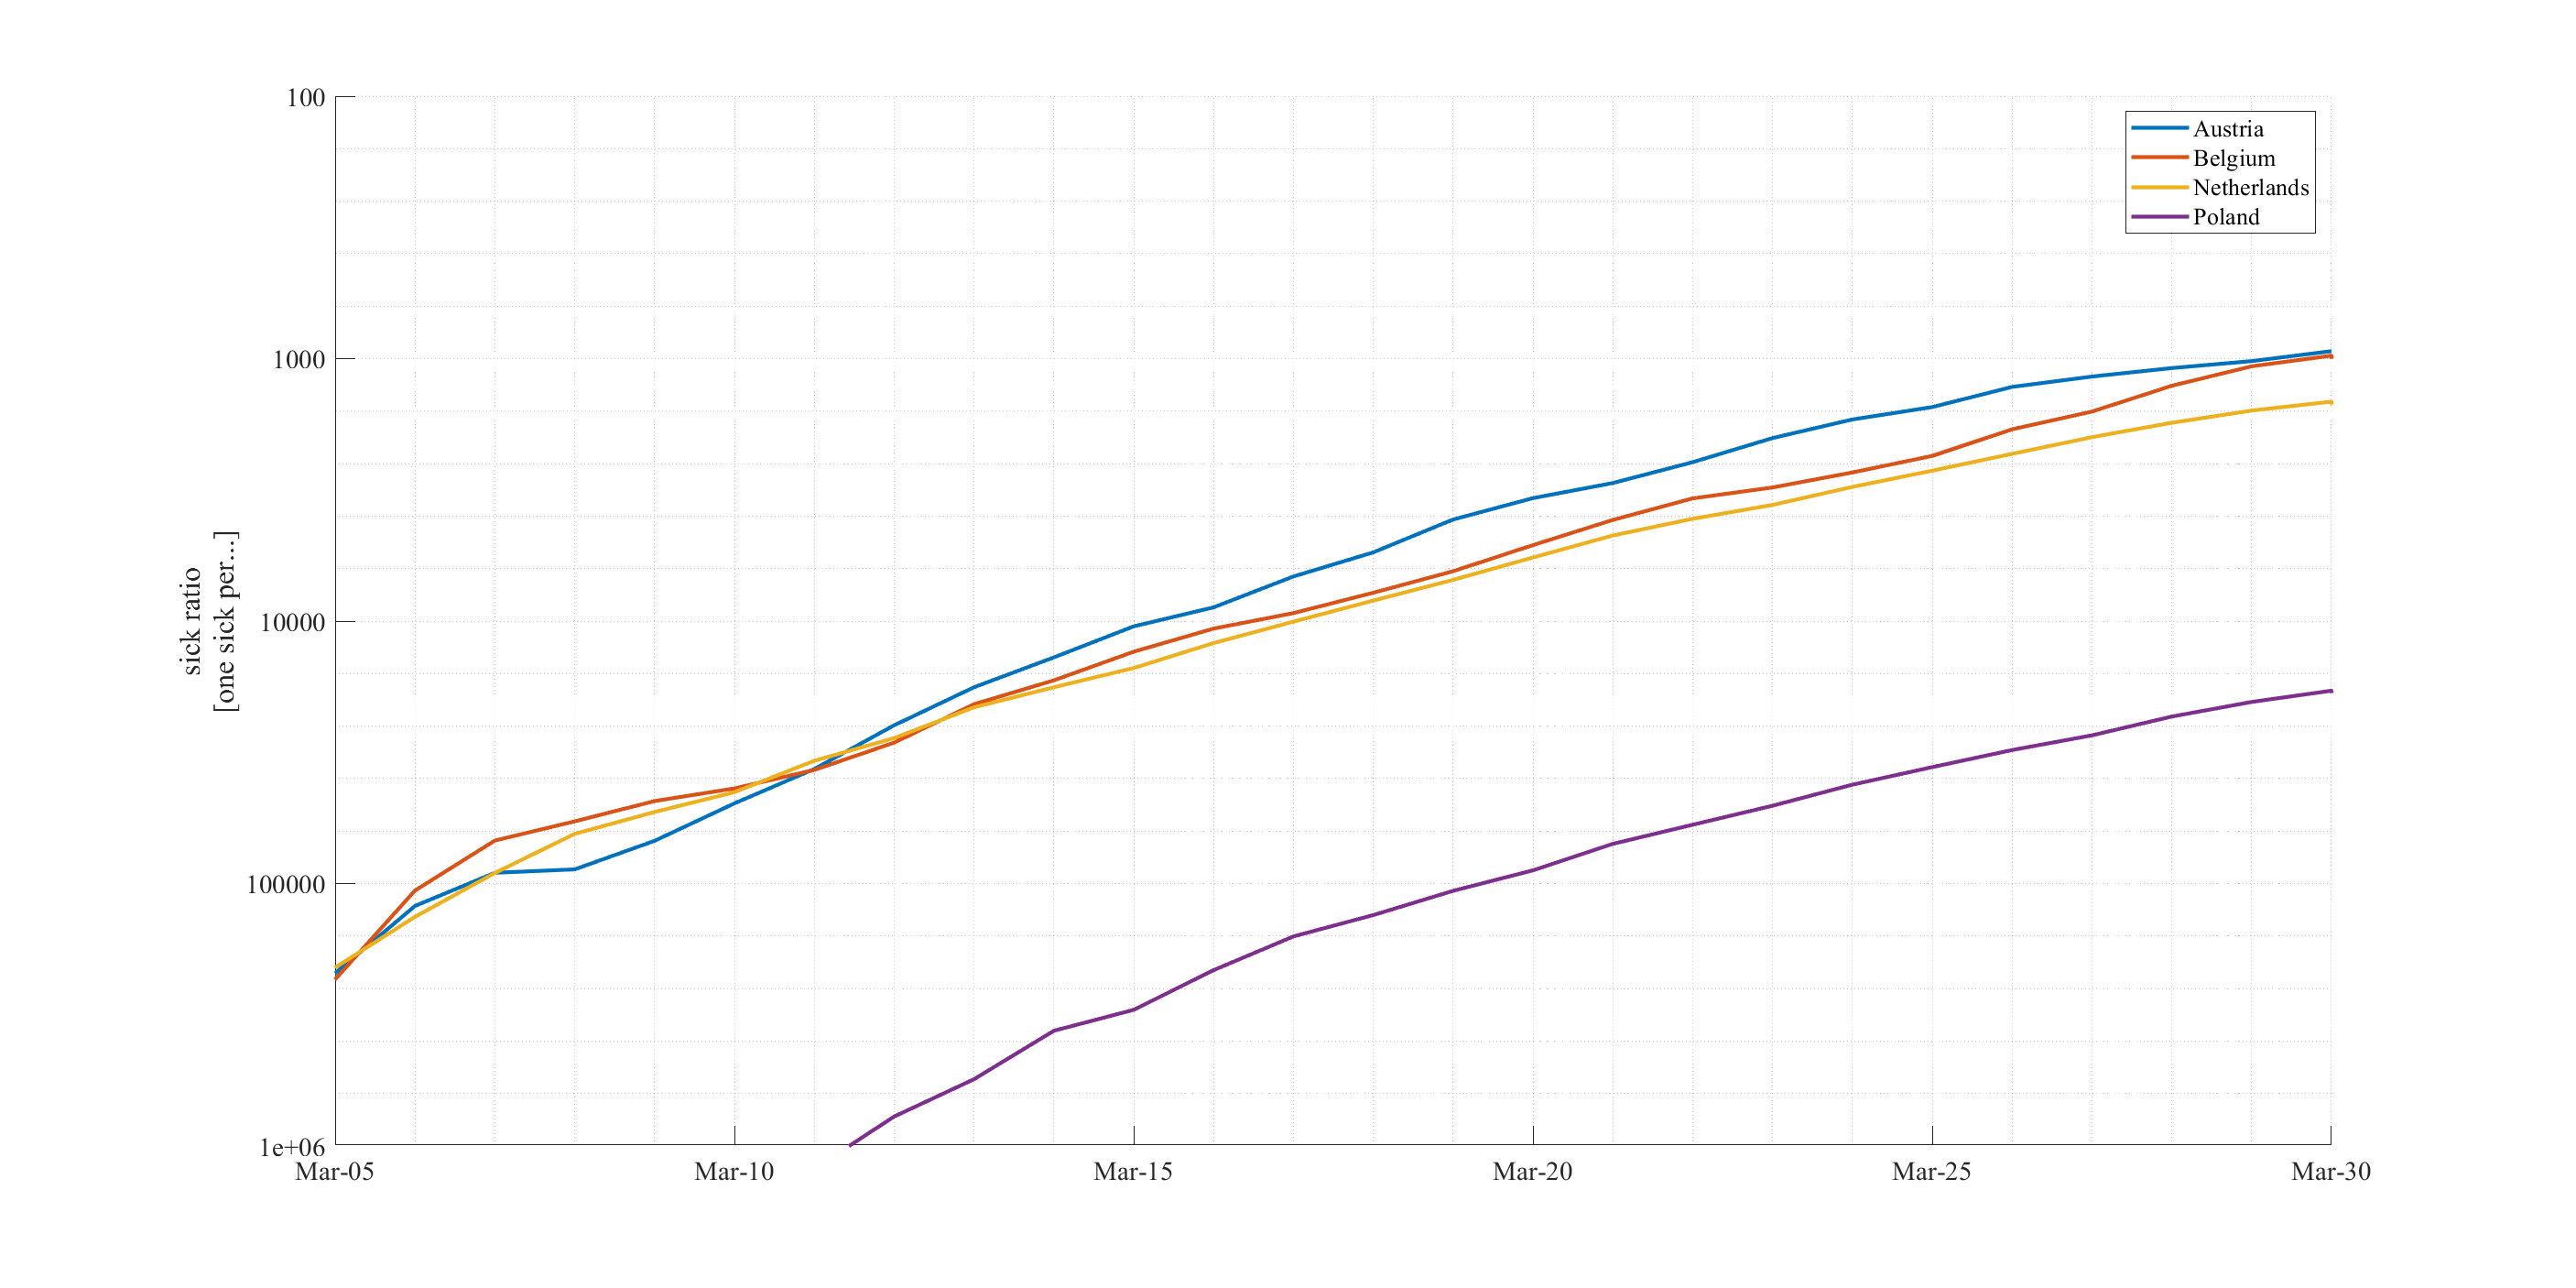 100
1000
10000
100000
1e+06
sick ratio
[one sick per...]
Mar-05
Mar-10
Mar-15
Mar-20
Mar-25
Mar-30
Austria
Belgium
Netherlands
Poland